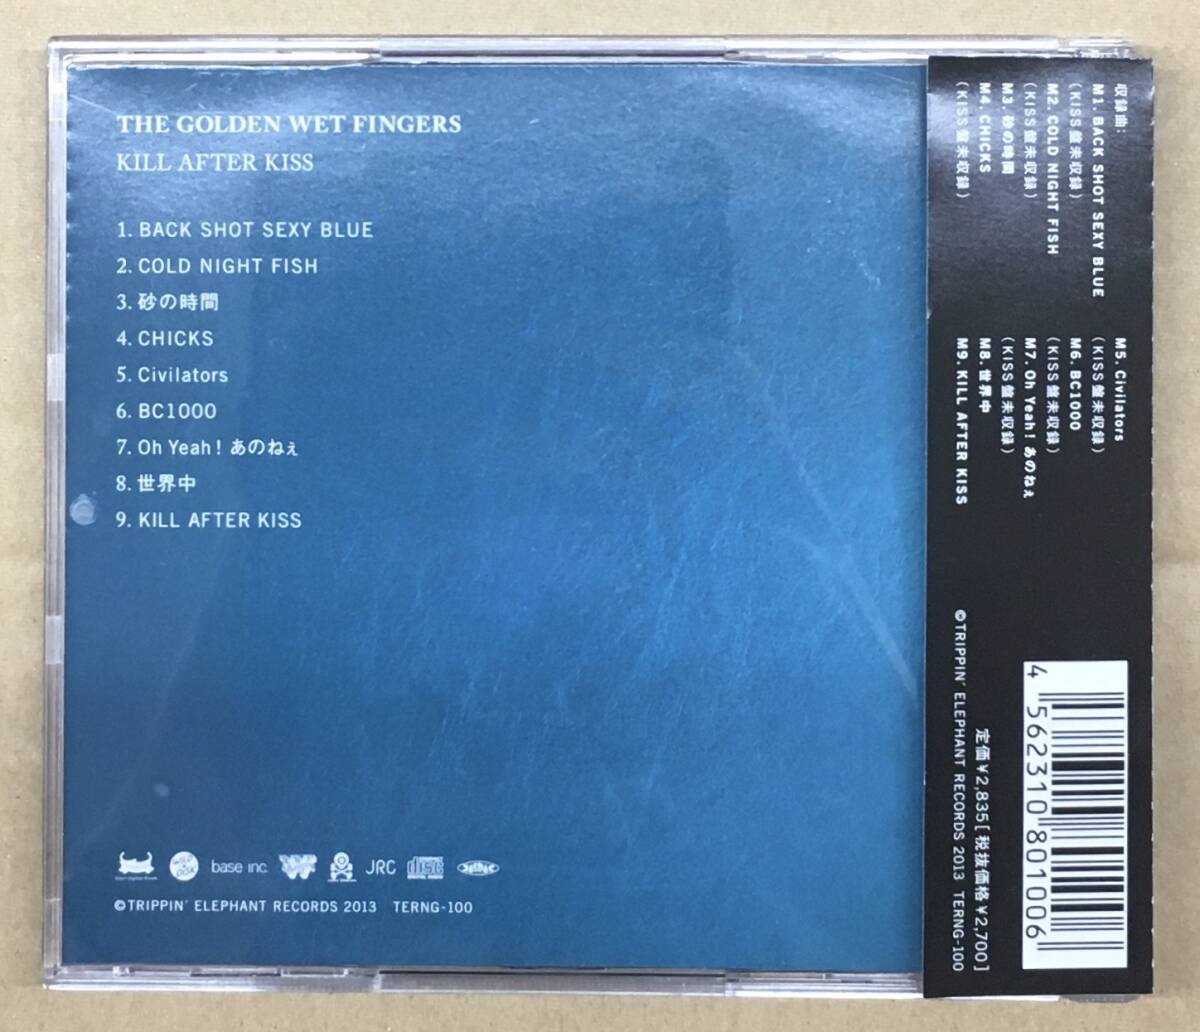 THE GOLDEN WET FINGERS
KILL AFTER KISS
1. BACK SHOT SEXY BLUE
2. COLD NIGHT FISH
3. 砂の時間
4. CHICKS
5. Civilators
6. BC1000
7. Oh Yeah! あのねぇ
8. 世界中
9. KILL AFTER KISS
base inc.
JRC
disc
©TRIPPIN' ELEPHANT RECORDS 2013 TERNG-100
収録曲:
M1. BACK SHOT SEXY BLUE
(KISS盤未収録)
M2. COLD NIGHT FISH
(KISS盤未収録)
M3. 砂の時間
M4. CHICKS
(KISS盤未収録)
M5. Civilators
(KISS盤未収録)
M6. BC1000
(KISS盤未収録)
M7. Oh Yeah! あのねぇ
(KISS盤未収録)
M8. 世界中
M9. KILL AFTER KISS
4 562310 801006
定価¥2,835[税抜価格¥2,700]
©TRIPPIN' ELEPHANT RECORDS 2013 TERNG-100